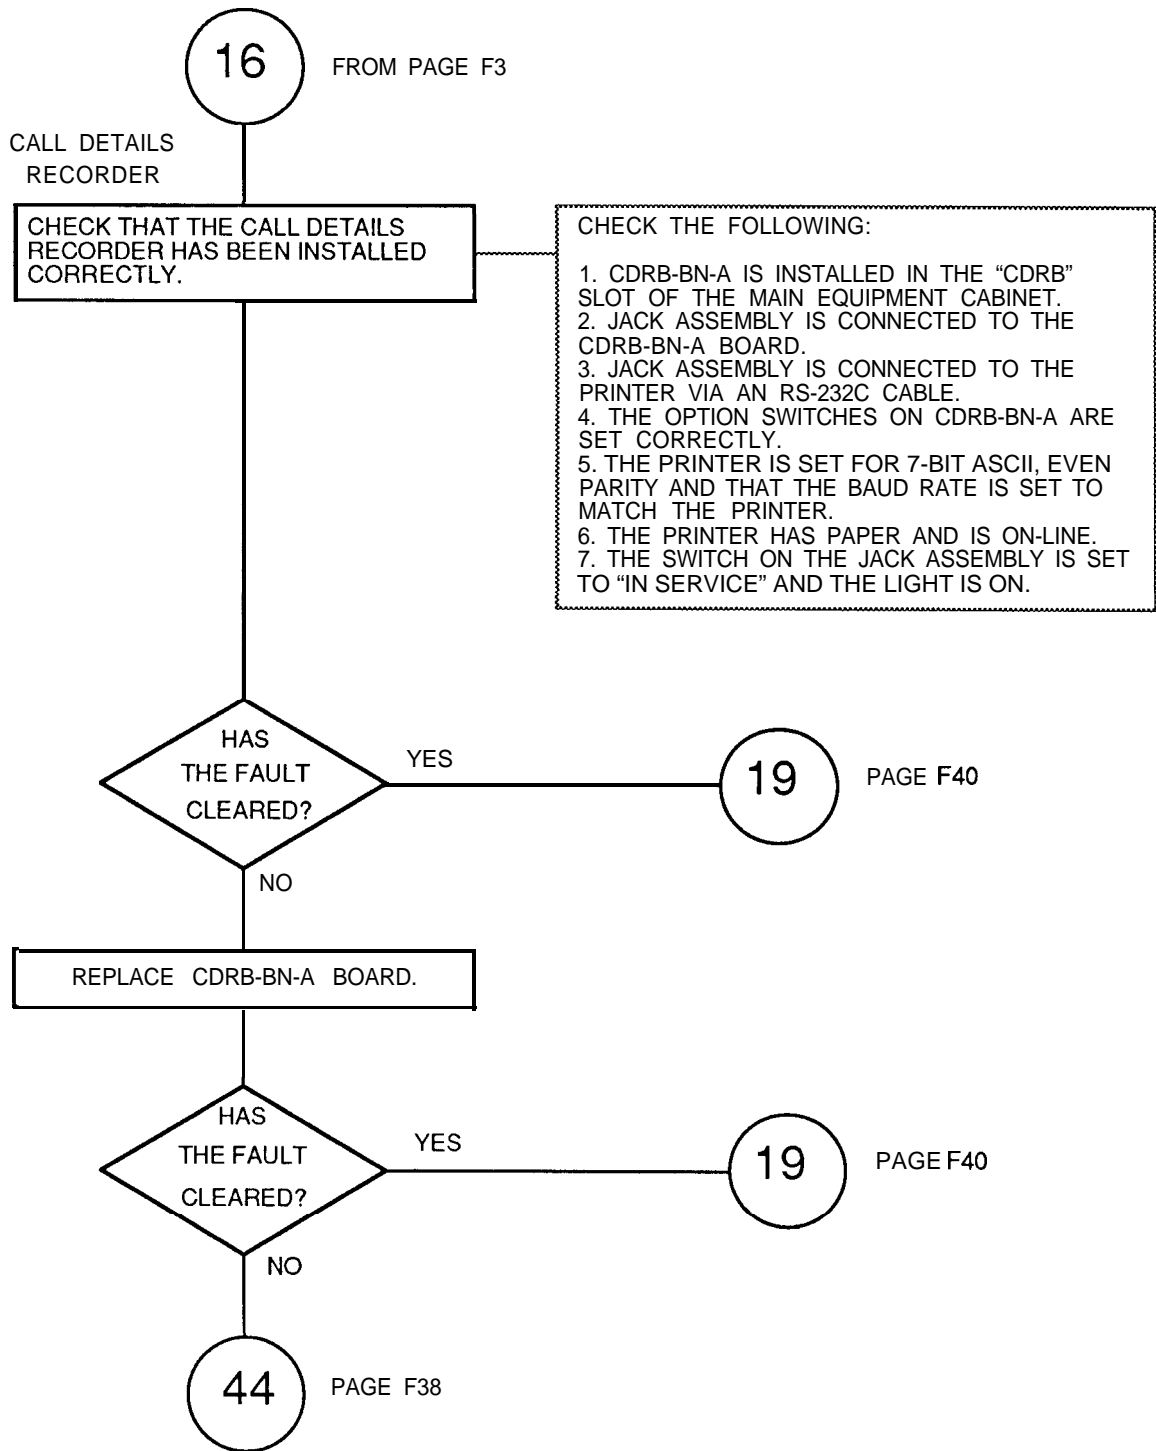 16
FROM PAGE F3
CALL DETAILS
RECORDER
CHECK THAT THE CALL DETAILS
RECORDER HAS BEEN INSTALLED
CORRECTLY.
CHECK THE FOLLOWING:
1. CDRB-BN-A IS INSTALLED IN THE “CDRB”
SLOT OF THE MAIN EQUIPMENT CABINET.
2. JACK ASSEMBLY IS CONNECTED TO THE
CDRB-BN-A BOARD.
3. JACK ASSEMBLY IS CONNECTED TO THE
PRINTER VIA AN RS-232C CABLE.
4. THE OPTION SWITCHES ON CDRB-BN-A ARE
SET CORRECTLY.
5. THE PRINTER IS SET FOR 7-BIT ASCII, EVEN
PARITY AND THAT THE BAUD RATE IS SET TO
MATCH THE PRINTER.
6. THE PRINTER HAS PAPER AND IS ON-LINE.
7. THE SWITCH ON THE JACK ASSEMBLY IS SET
TO “IN SERVICE” AND THE LIGHT IS ON.
HAS
THE FAULT
CLEARED?
YES
19
PAGE F40
NO
REPLACE CDRB-BN-A BOARD.
HAS
THE FAULT
CLEARED?
YES
19
PAGE F40
NO
44
PAGE F38